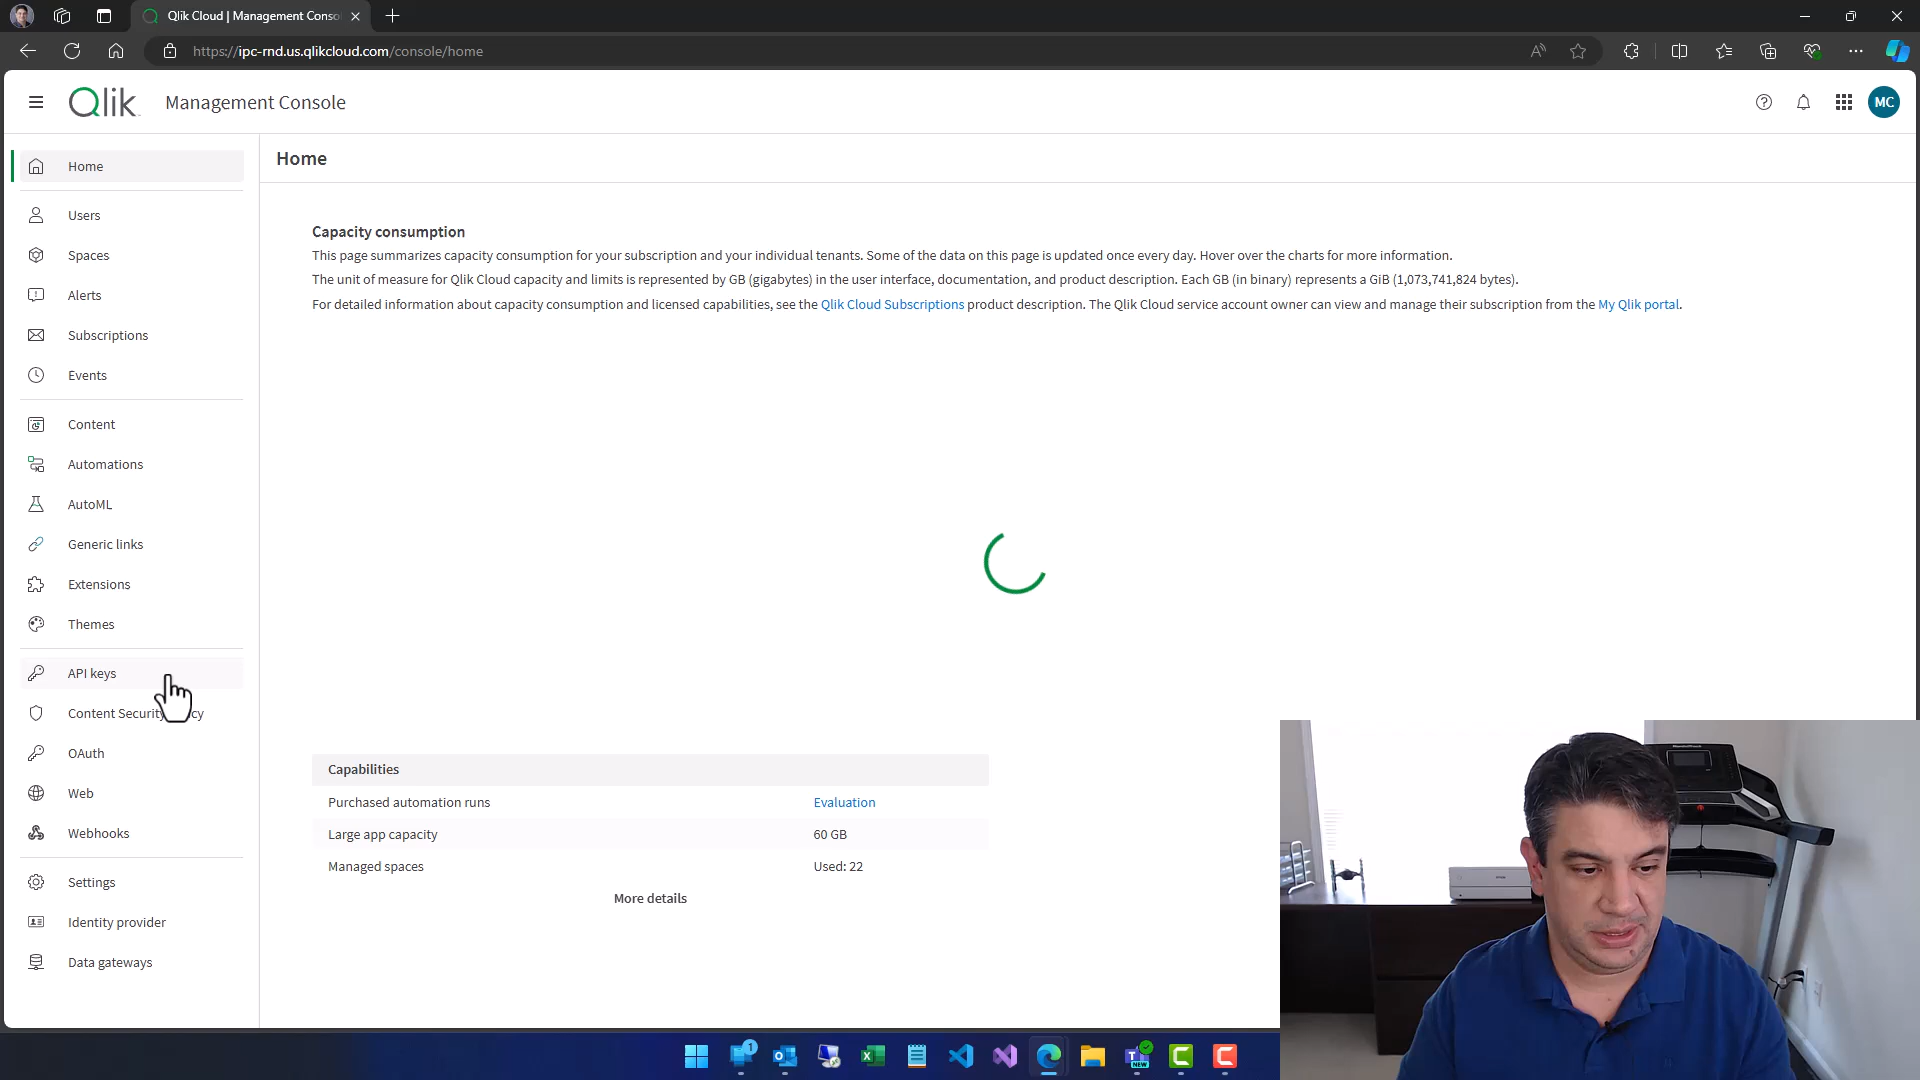 Qlik Cloud | Management Conso
https://ipc-rnd.us.qlikcloud.com/console/home
Qlik
Management Console
MC
Home
Users
Spaces
Alerts
Subscriptions
Events
Content
Automations
AutoML
Generic links
Extensions
Themes
API keys
Content Security cy
OAuth
Web
Webhooks
Settings
Identity provider
Data gateways
Home
Capacity consumption
This page summarizes capacity consumption for your subscription and your individual tenants. Some of the data on this page is updated once every day. Hover over the charts for more information.
The unit of measure for Qlik Cloud capacity and limits is represented by GB (gigabytes) in the user interface, documentation, and product description. Each GB (in binary) represents a GiB (1,073,741,824 bytes).
For detailed information about capacity consumption and licensed capabilities, see the Qlik Cloud Subscriptions product description. The Qlik Cloud service account owner can view and manage their subscription from the My Qlik portal.
Capabilities
Purchased automation runs Evaluation
Large app capacity 60 GB
Managed spaces Used: 22
More details
1
NEW